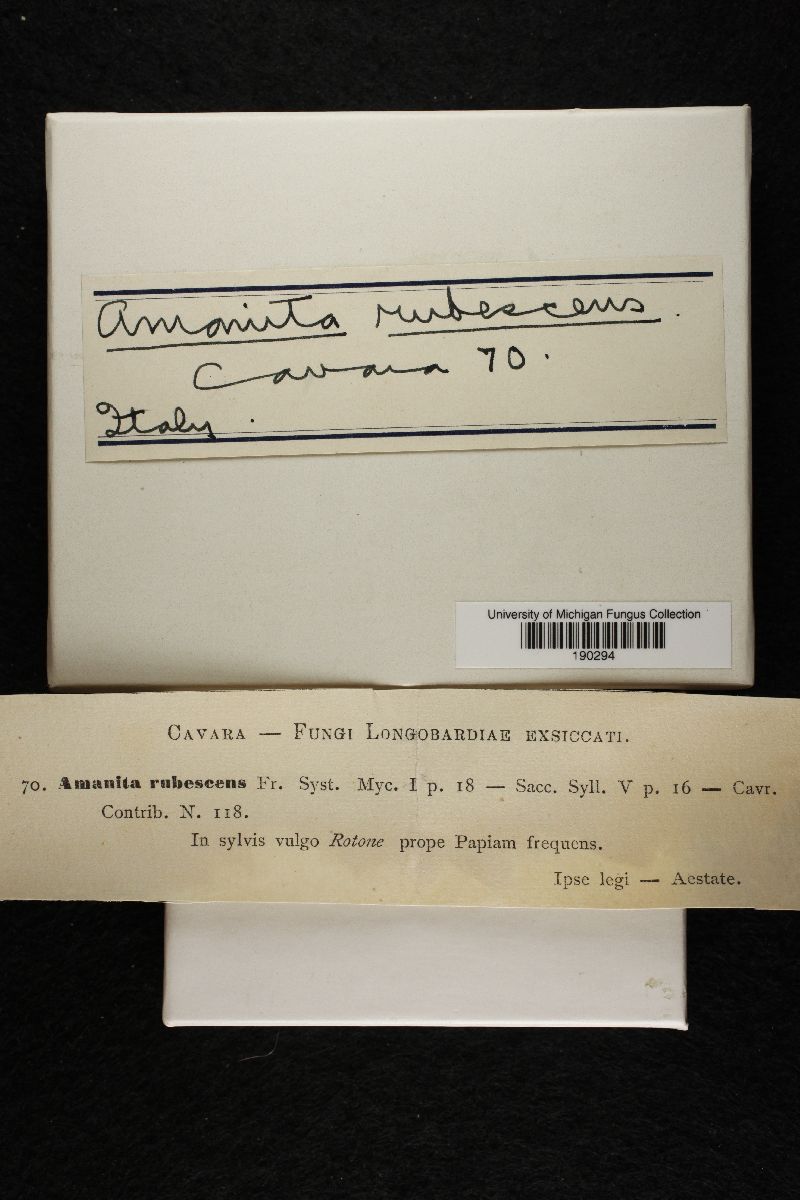 Amanita rubescens.
Cavara 70.
Italy.
University of Michigan Fungus Collection
190294
CAVARA — FUNGI LONGOBARDIAE EXSICCATI.
70. Amanita rubescens Fr. Syst. Myc. I p. 18 — Sacc. Syll. V p. 16 — Cavr.
Contrib. N. 118.
In sylvis vulgo Rotone prope Papiam frequens.
Ipse legi — Aestate.